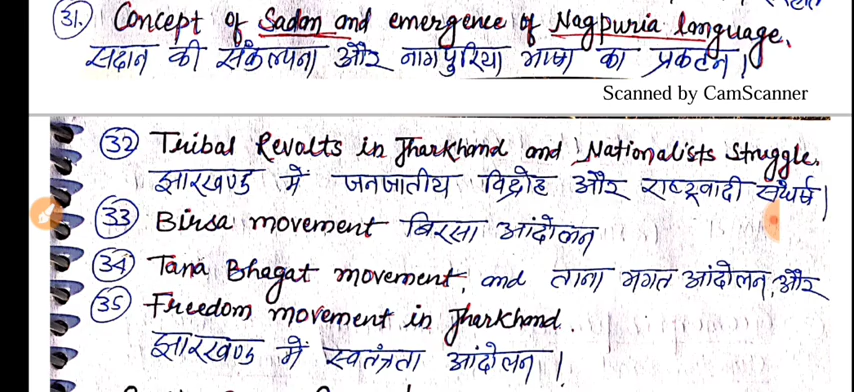 31. Concept of Sadan and emergence of Nagpuria language.
सदान की संकल्पना और नागपुरिया भाषा का प्रकटन।
Scanned by CamScanner
32 Tribal Revolts in Jharkhand and Nationalists Struggle.
झारखण्ड में जनजातीय विद्रोह और राष्ट्रवादी संघर्ष।
33 Birsa movement बिरसा आंदोलन
34 Tana Bhagat movement, and ताना भगत आंदोलन, और
35 Freedom movement in Jharkhand.
झारखण्ड में स्वतंत्रता आंदोलन।